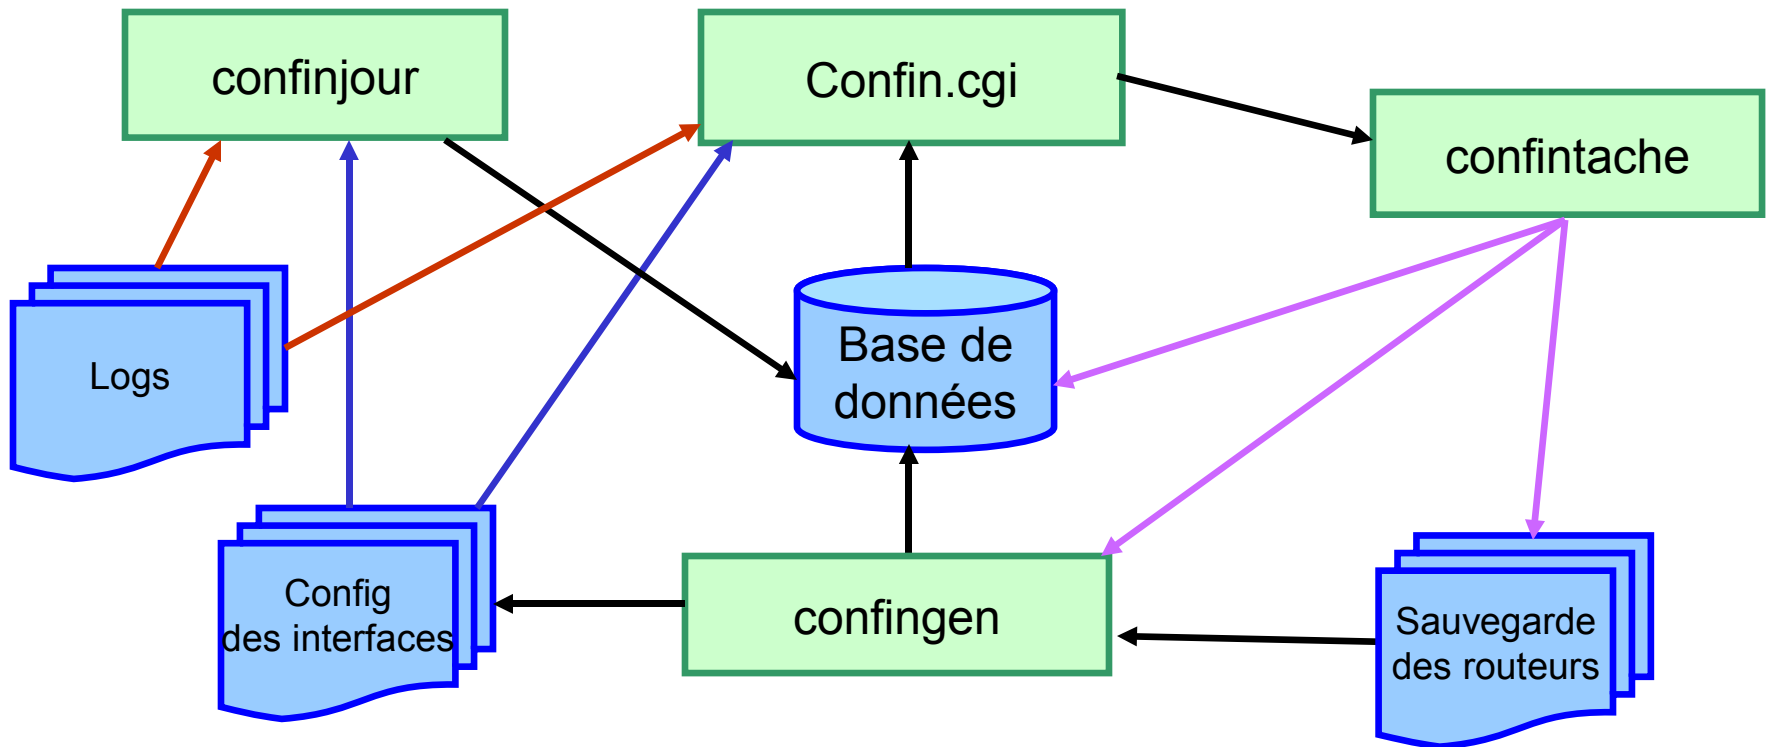 confinjour
Confin.cgi
confintache
Logs
Base de
données
Config
des interfaces
confingen
Sauvegarde
des routeurs